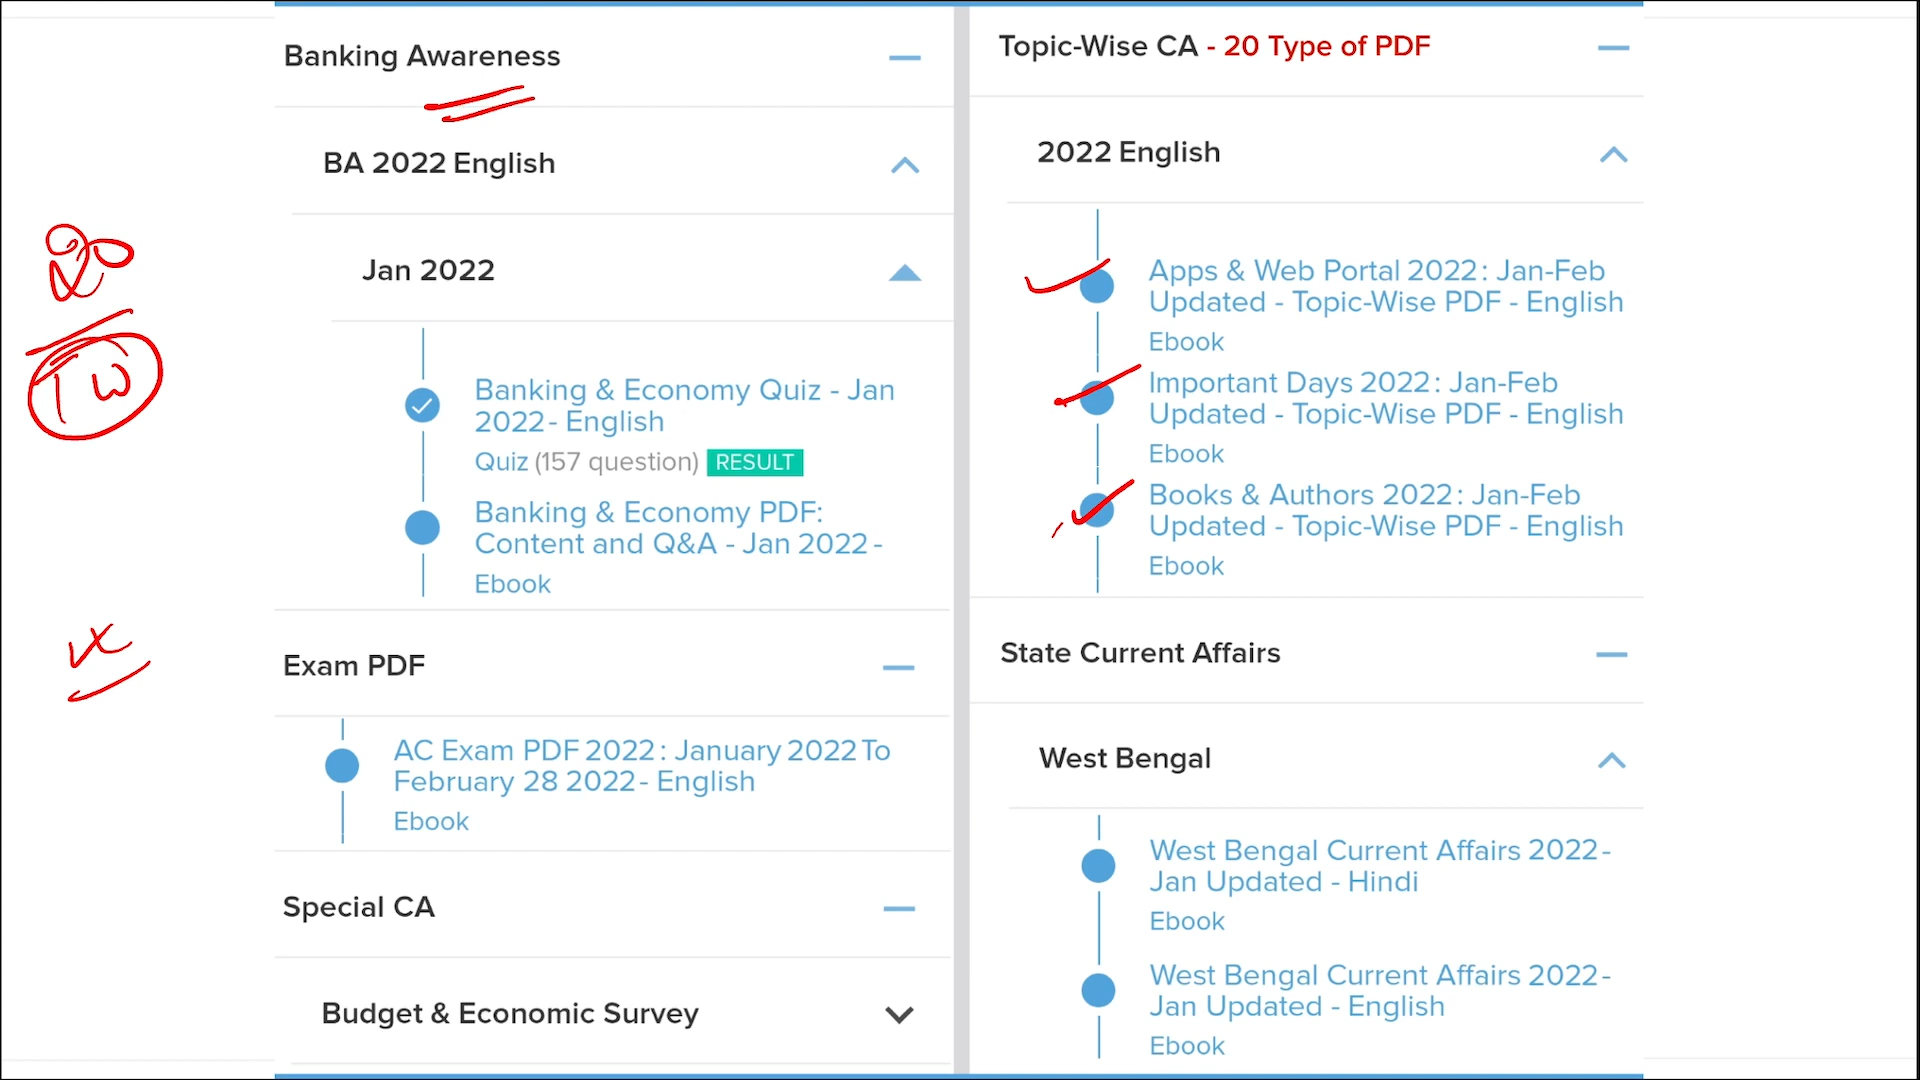 Banking Awareness
BA 2022 English
Jan 2022
Banking & Economy Quiz - Jan
2022 - English
Quiz (157 question) RESULT
Banking & Economy PDF:
Content and Q&A - Jan 2022 -
Ebook
Exam PDF
AC Exam PDF 2022 : January 2022 To
February 28 2022 - English
Ebook
Special CA
Budget & Economic Survey
Topic-Wise CA - 20 Type of PDF
2022 English
Apps & Web Portal 2022 : Jan-Feb
Updated - Topic-Wise PDF - English
Ebook
Important Days 2022 : Jan-Feb
Updated - Topic-Wise PDF - English
Ebook
Books & Authors 2022 : Jan-Feb
Updated - Topic-Wise PDF - English
Ebook
State Current Affairs
West Bengal
West Bengal Current Affairs 2022 -
Jan Updated - Hindi
Ebook
West Bengal Current Affairs 2022 -
Jan Updated - English
Ebook
TW